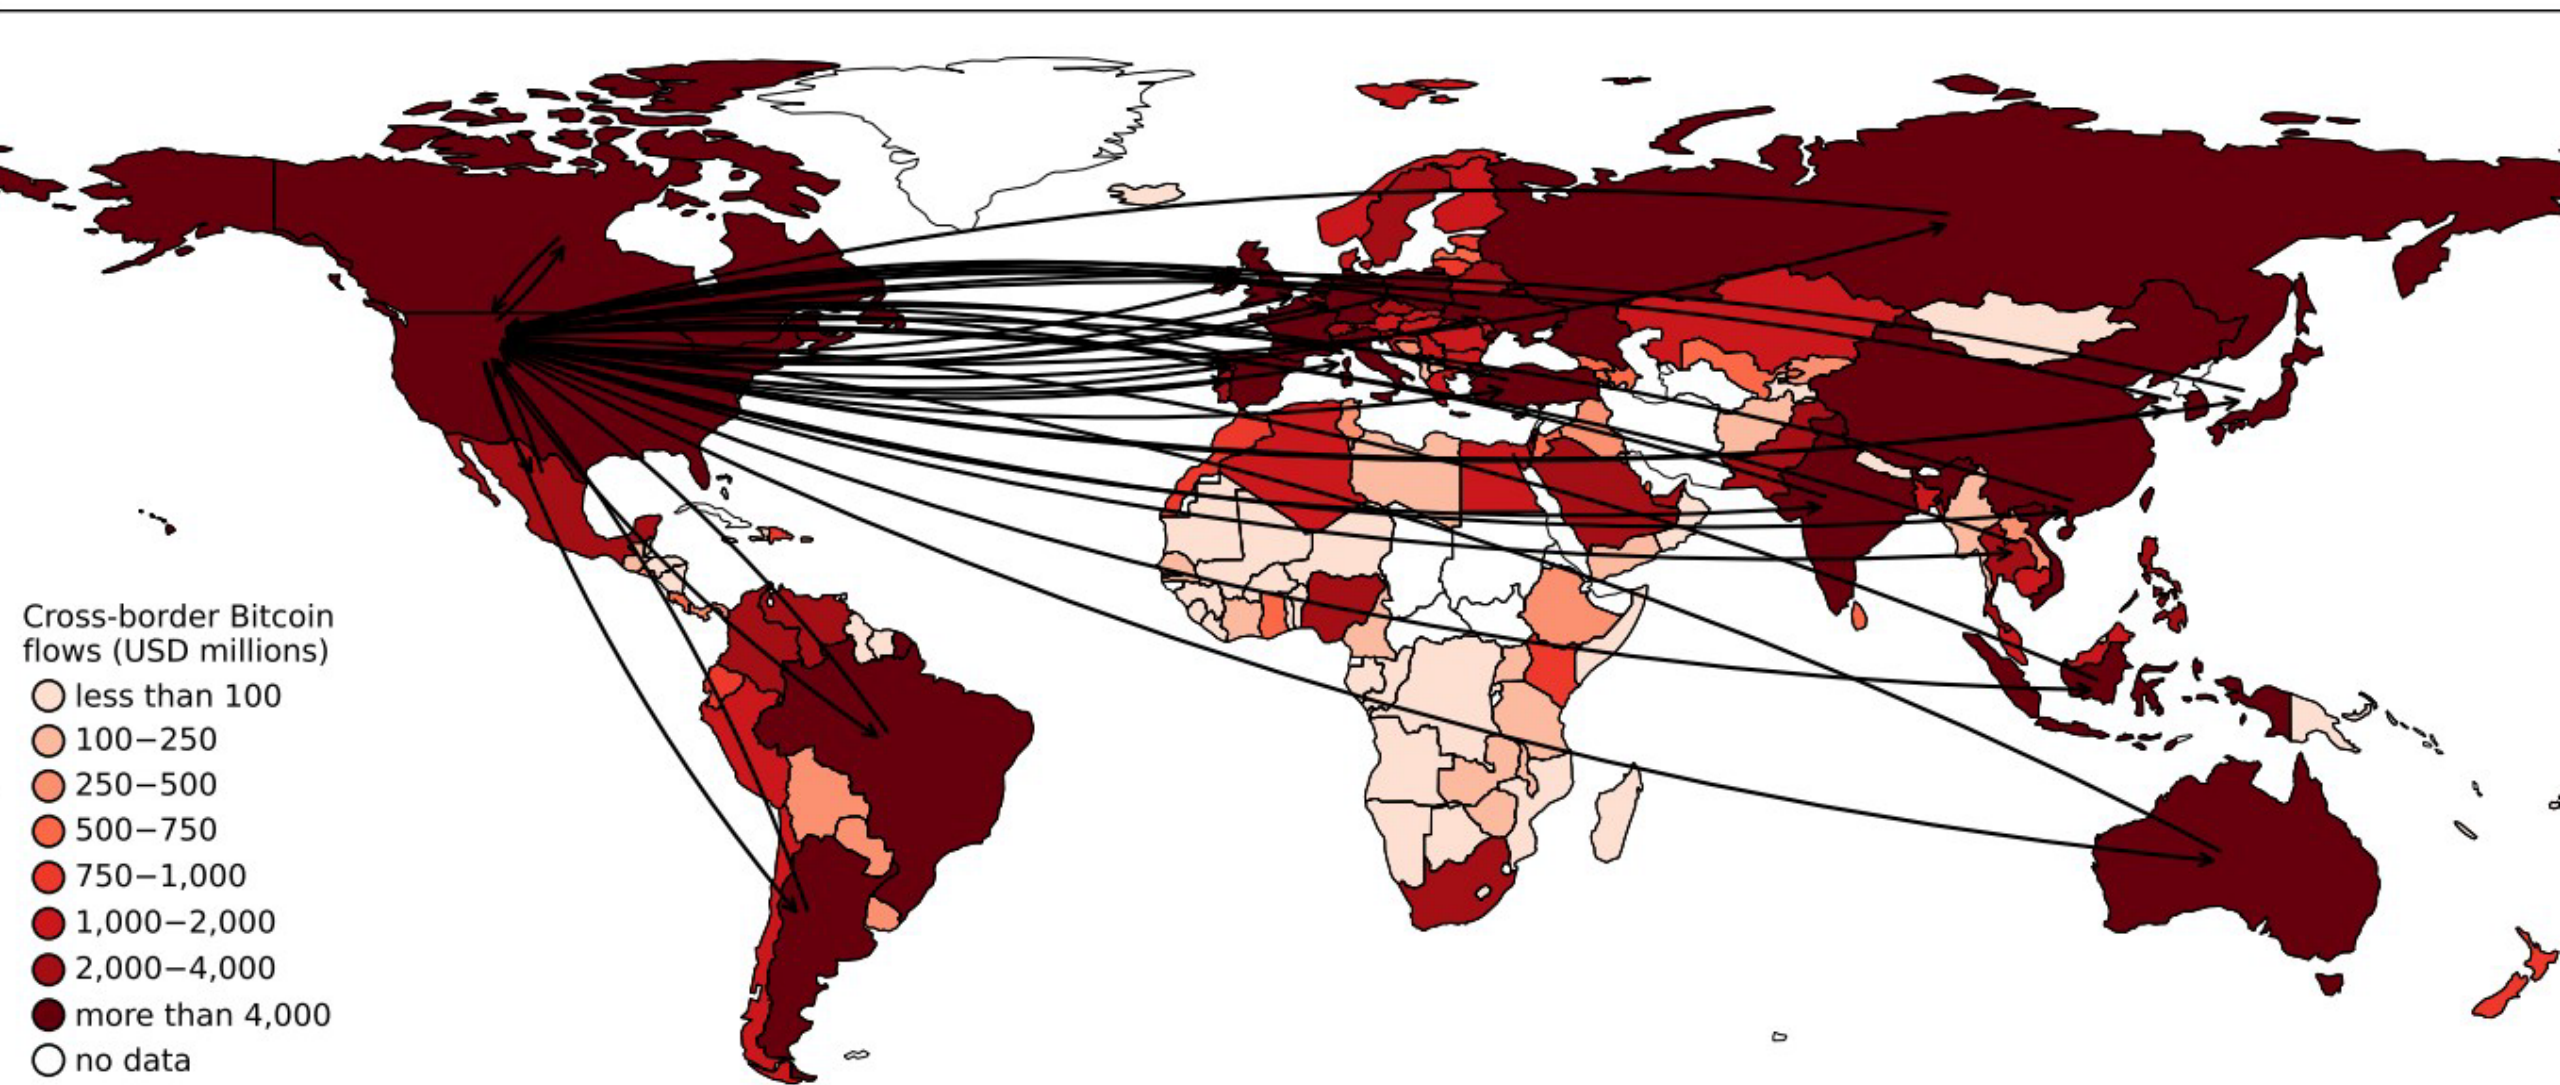 Cross-border Bitcoin
flows (USD millions)
less than 100
100−250
250−500
500−750
750−1,000
1,000−2,000
2,000−4,000
more than 4,000
no data